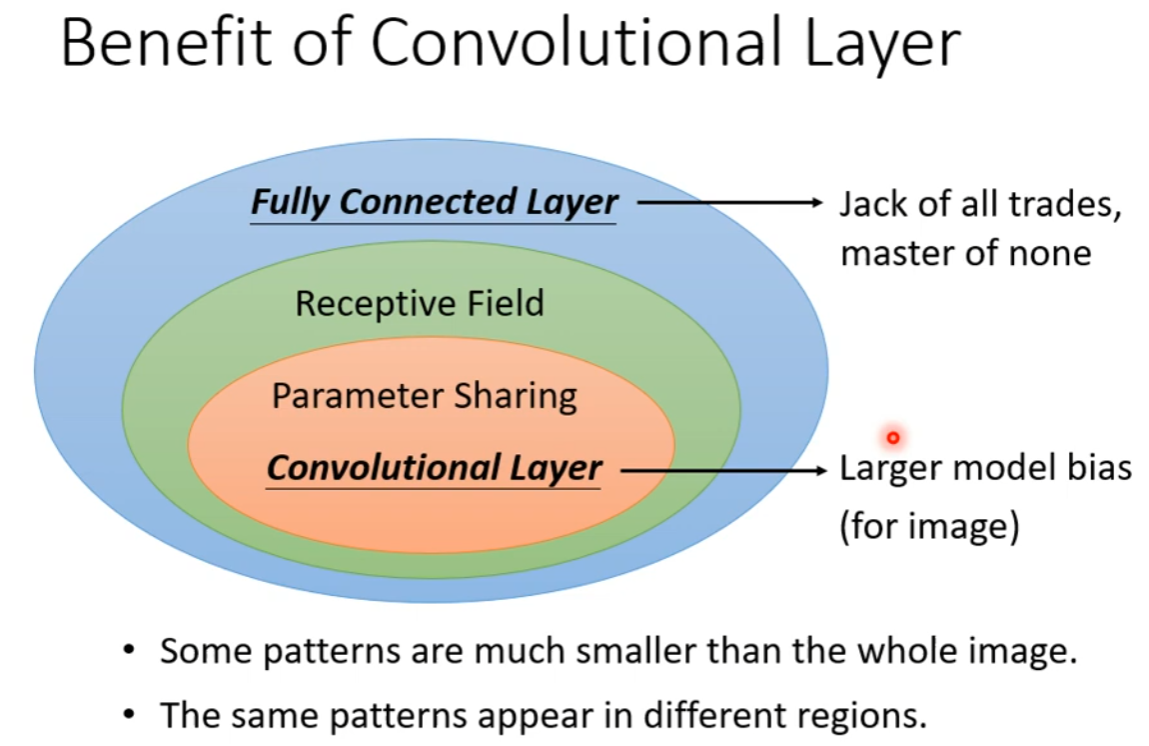 Benefit of Convolutional Layer
Fully Connected Layer
Jack of all trades,
master of none
Receptive Field
Parameter Sharing
Convolutional Layer
Larger model bias
(for image)
• Some patterns are much smaller than the whole image.
• The same patterns appear in different regions.